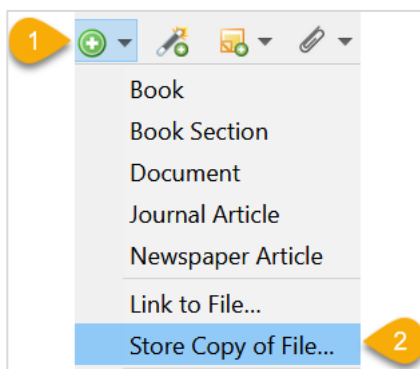 1
Book
Book Section
Document
Journal Article
Newspaper Article
Link to File...
Store Copy of File...
2